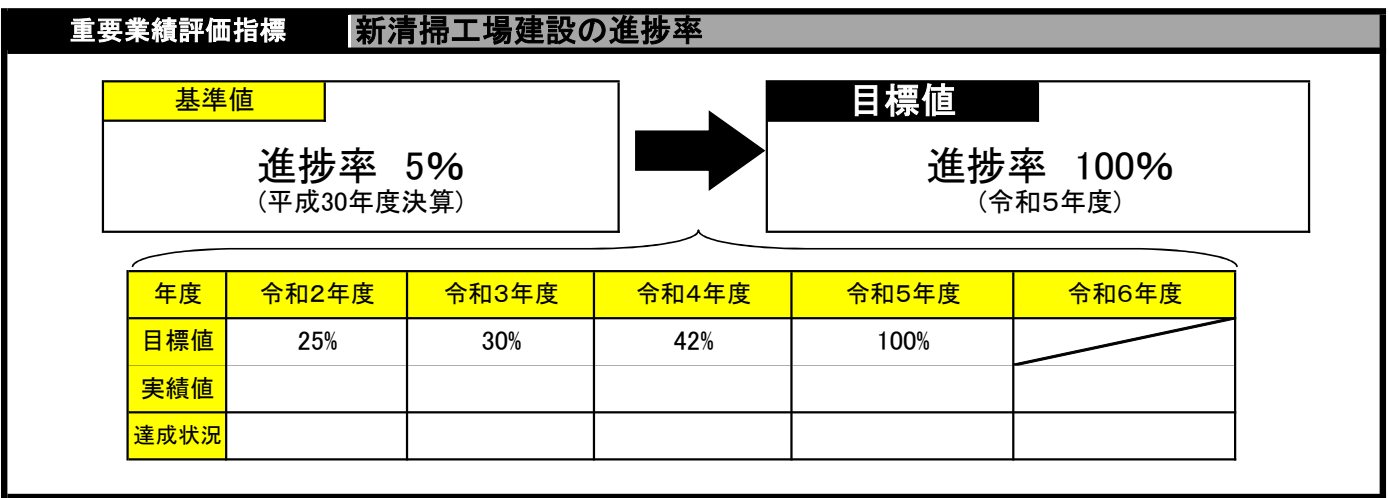 重要業績評価指標 新清掃工場建設の進捗率
基準値
進捗率 5%
(平成30年度決算)
目標値
進捗率 100%
(令和5年度)
年度 令和2年度 令和3年度 令和4年度 令和5年度 令和6年度
目標値 25% 30% 42% 100%
実績値
達成状況